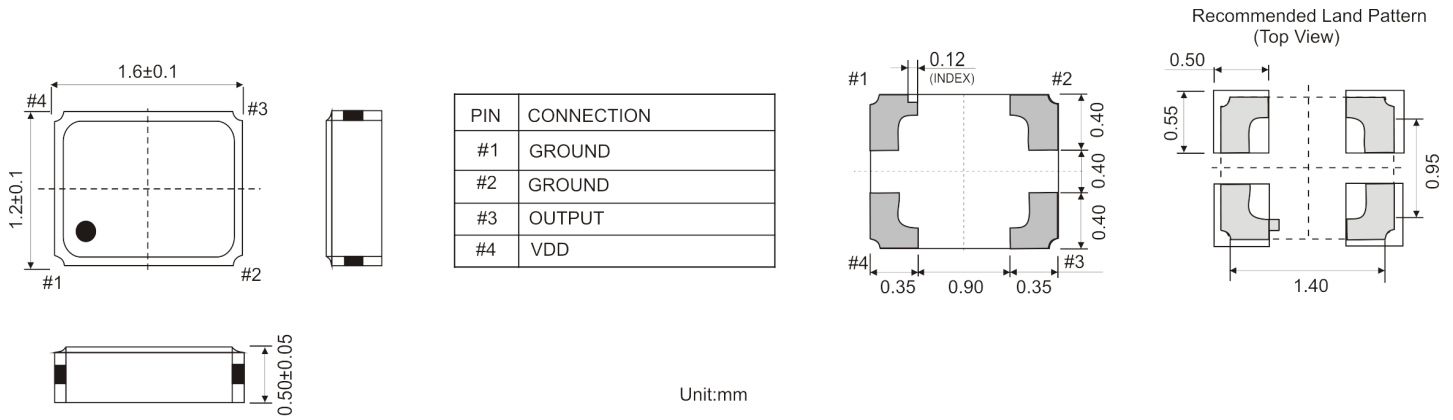 1.6±0.1
#4
#3
1.2±0.1
#1
#2
0.50±0.05
PIN CONNECTION
#1 GROUND
#2 GROUND
#3 OUTPUT
#4 VDD
Unit:mm
0.12
(INDEX)
#1
#2
0.40
0.40
0.40
#4
#3
0.35
0.90
0.35
Recommended Land Pattern
(Top View)
0.50
0.55
0.95
1.40